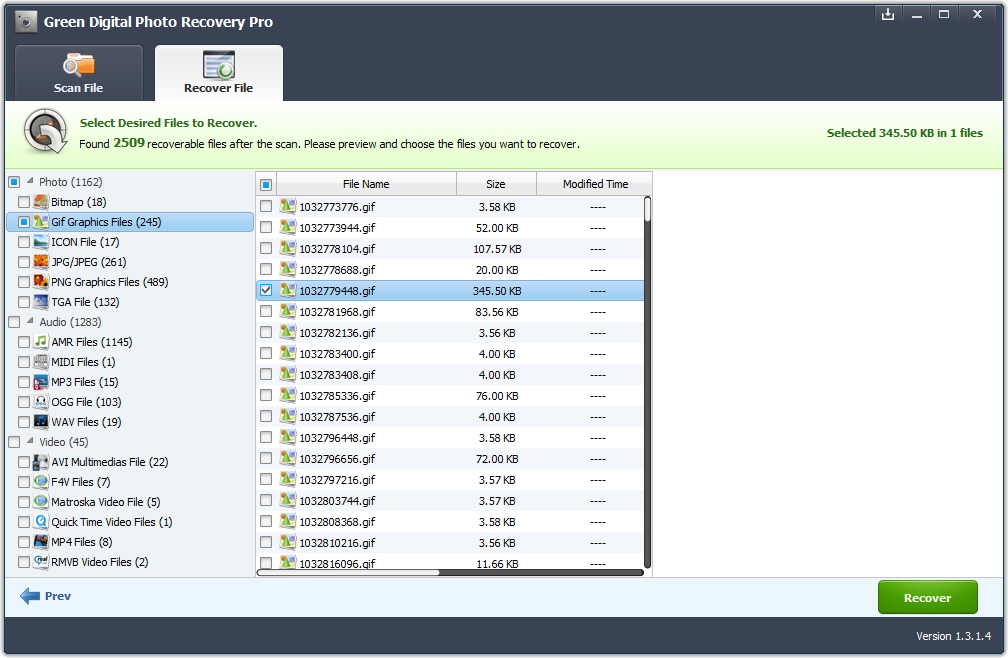 Green Digital Photo Recovery Pro
Scan File
Recover File
Select Desired Files to Recover.
Found 2509 recoverable files after the scan. Please preview and choose the files you want to recover.
Selected 345.50 KB in 1 files
Photo (1162)
Bitmap (18)
Gif Graphics Files (245)
ICON File (17)
JPG/JPEG (261)
PNG Graphics Files (489)
TGA File (132)
Audio (1283)
AMR Files (1145)
MIDI Files (1)
MP3 Files (15)
OGG File (103)
WAV Files (19)
Video (45)
AVI Multimedias File (22)
F4V Files (7)
Matroska Video File (5)
Quick Time Video Files (1)
MP4 Files (8)
RMVB Video Files (2)
File Name Size Modified Time
1032773776.gif 3.58 KB ----
1032773944.gif 52.00 KB ----
1032778104.gif 107.57 KB ----
1032778688.gif 20.00 KB ----
1032779448.gif 345.50 KB ----
1032781968.gif 83.56 KB ----
1032782136.gif 3.56 KB ----
1032783400.gif 4.00 KB ----
1032783408.gif 4.00 KB ----
1032785336.gif 76.00 KB ----
1032787536.gif 4.00 KB ----
1032796448.gif 3.58 KB ----
1032796656.gif 72.00 KB ----
1032797216.gif 3.57 KB ----
1032803744.gif 3.57 KB ----
1032808368.gif 3.58 KB ----
1032810216.gif 3.56 KB ----
1032816096.gif 11.66 KB ----
Prev
Recover
Version 1.3.1.4